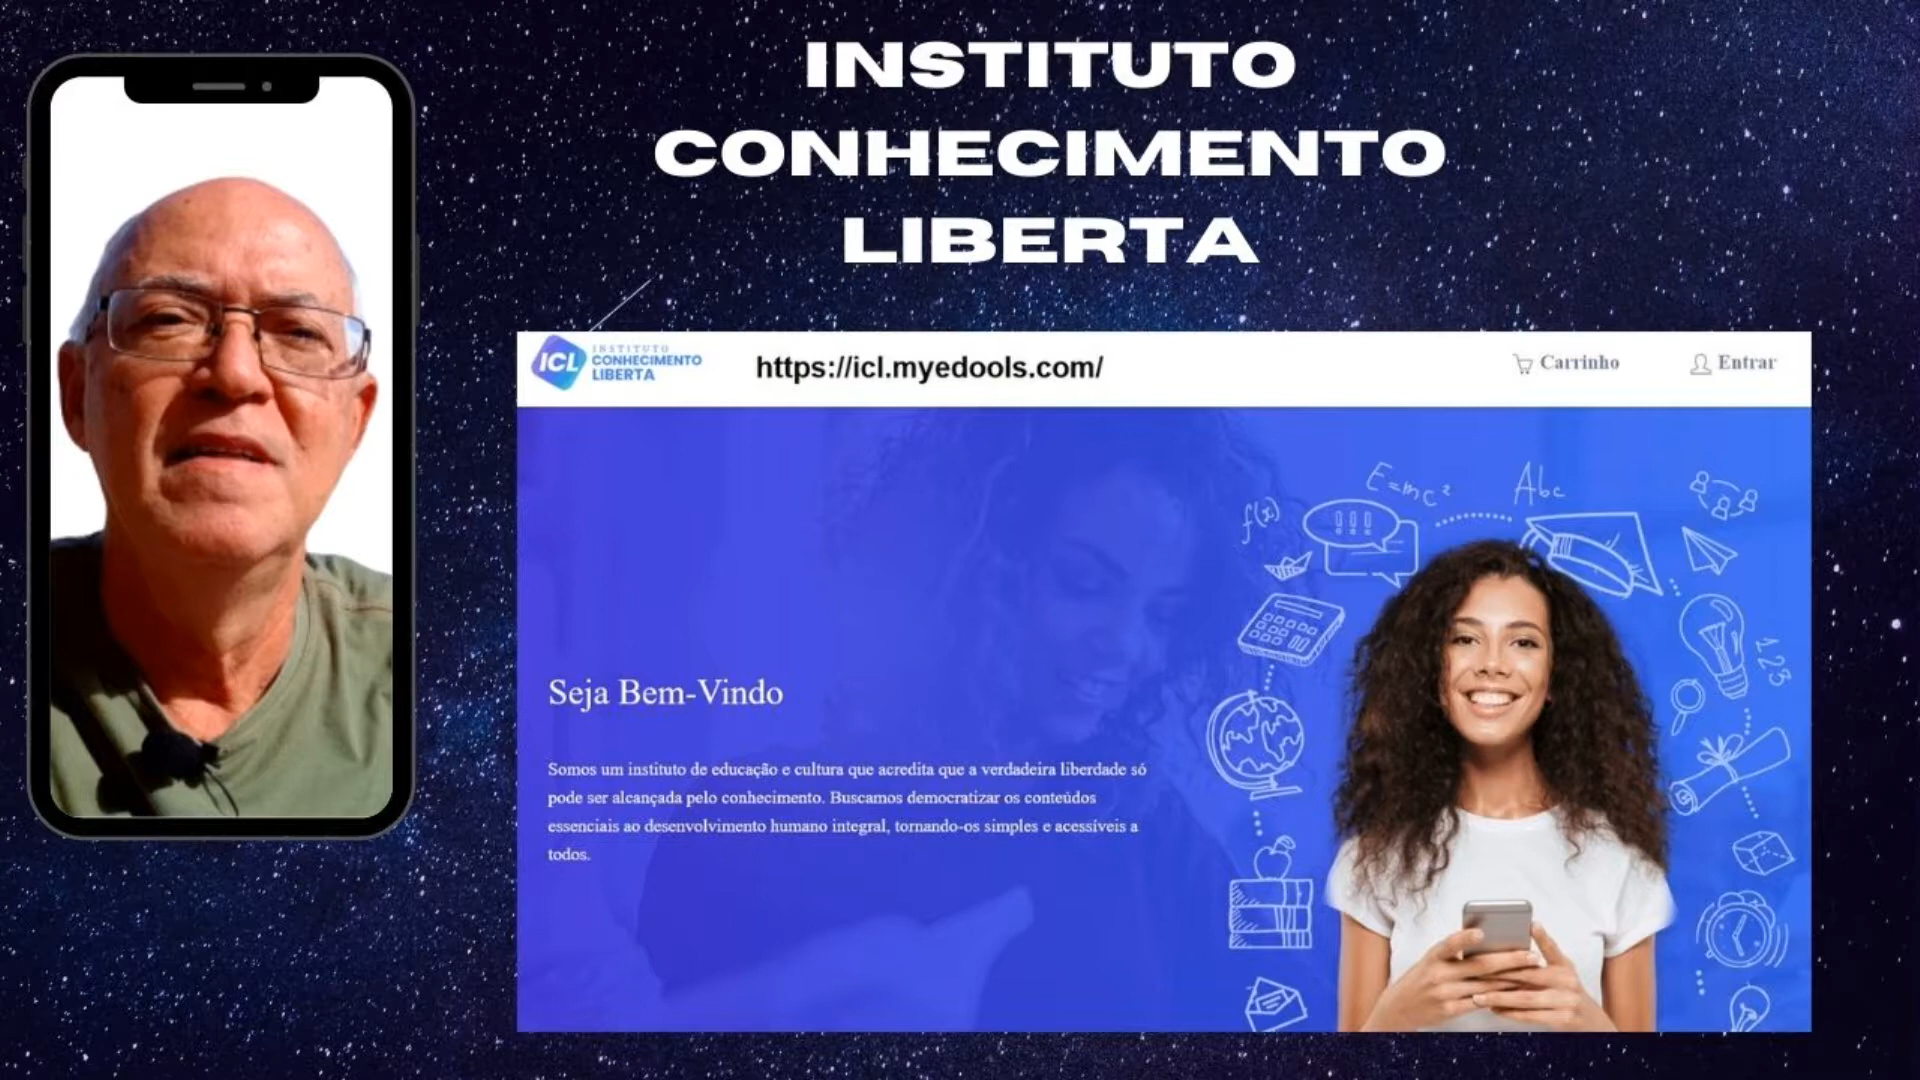 INSTITUTO
CONHECIMENTO
LIBERTA
ICL
INSTITUTO
CONHECIMENTO
LIBERTA
https://icl.myedools.com/
Carrinho
Entrar
E=mc²
Abc
f(x)
!!!
123
Seja Bem-Vindo
Somos um instituto de educação e cultura que acredita que a verdadeira liberdade só
pode ser alcançada pelo conhecimento. Buscamos democratizar os conteúdos
essenciais ao desenvolvimento humano integral, tornando-os simples e acessíveis a
todos.